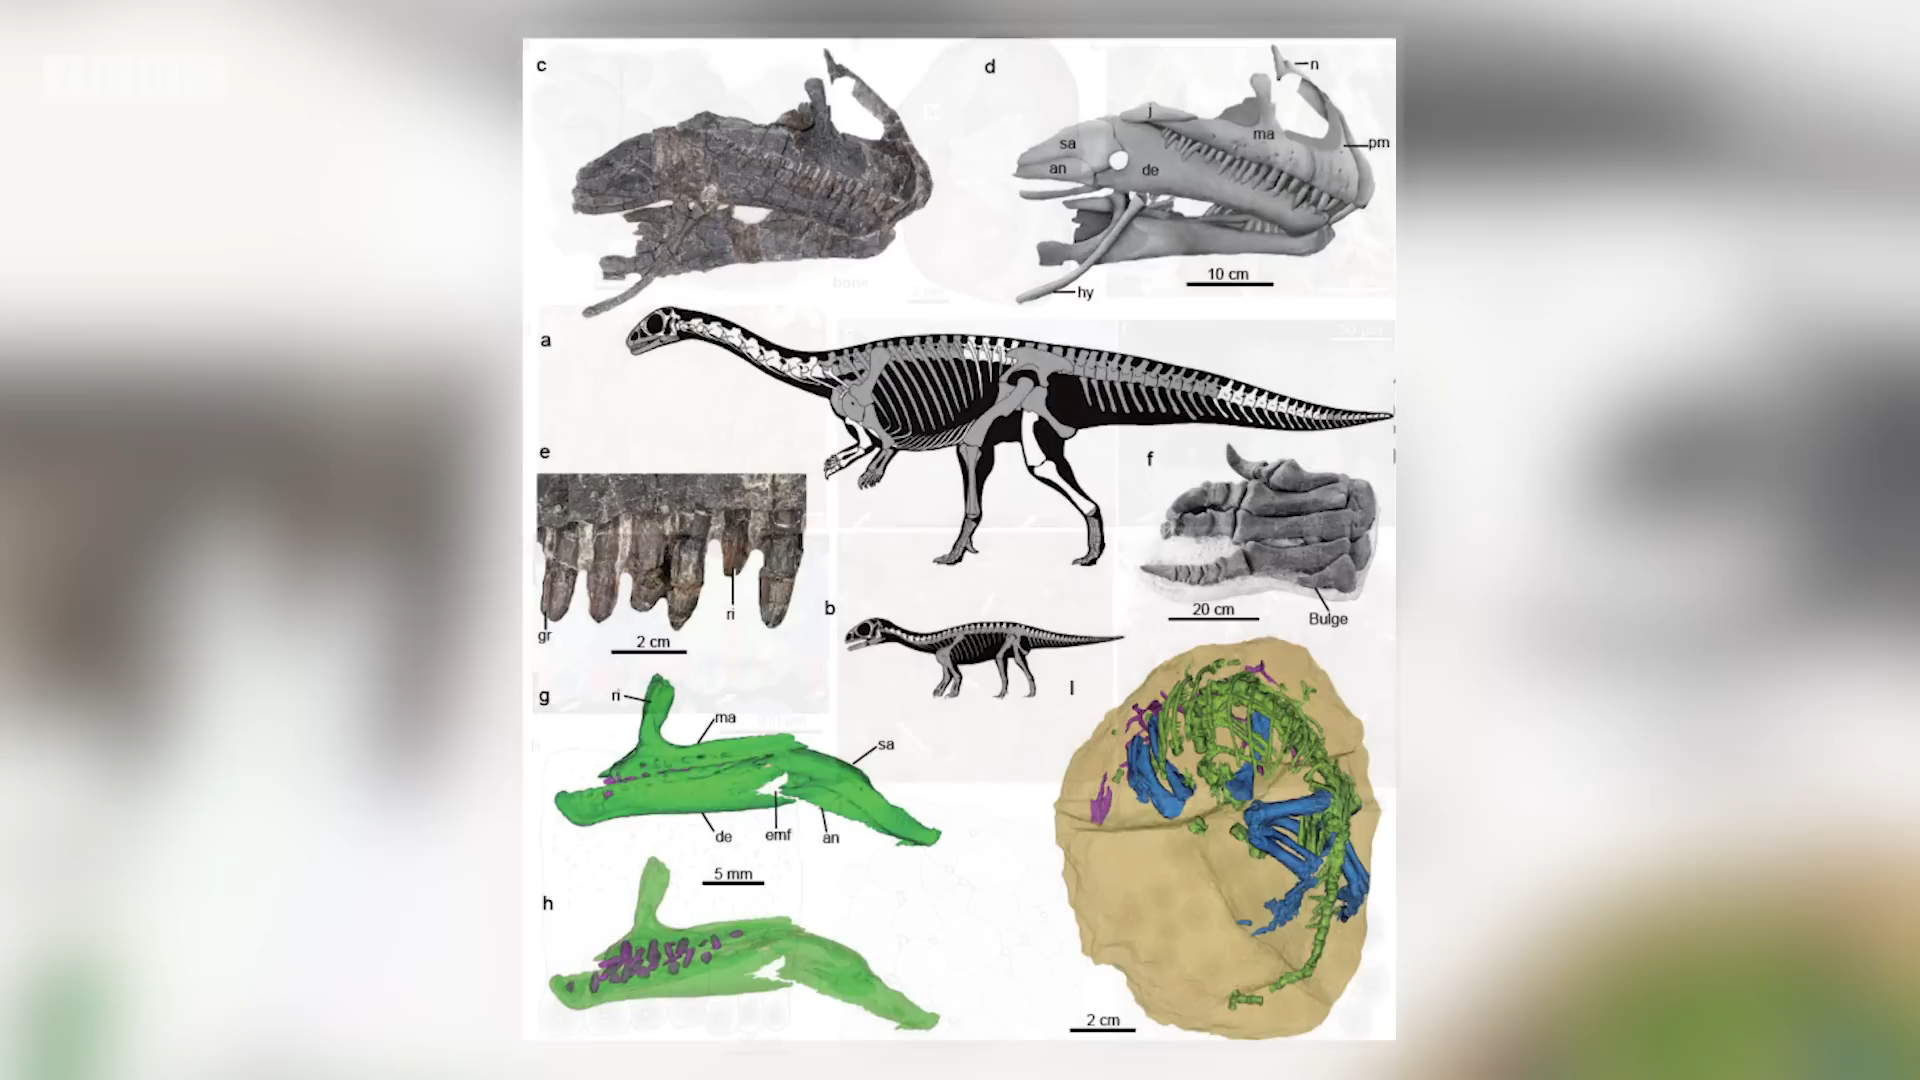 c
d
n
j
ma
sa
pm
an
de
10 cm
hy
a
e
f
ri
gr
2 cm
20 cm
Bulge
b
g
ri
ma
i
sa
de
emf
an
5 mm
h
2 cm